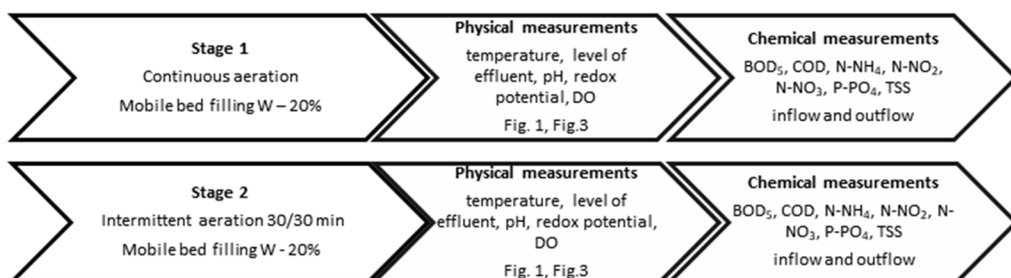 Stage 1
Continuous aeration
Mobile bed filling W – 20%
Physical measurements
temperature, level of
effluent, pH, redox
potential, DO
Fig. 1, Fig.3
Chemical measurements
BOD₅, COD, N-NH₄, N-NO₂,
N-NO₃, P-PO₄, TSS
inflow and outflow
Stage 2
Intermittent aeration 30/30 min
Mobile bed filling W - 20%
Physical measurements
temperature, level of
effluent, pH, redox potential,
DO
Fig. 1, Fig.3
Chemical measurements
BOD₅, COD, N-NH₄, N-NO₂, N-
NO₃, P-PO₄, TSS
inflow and outflow